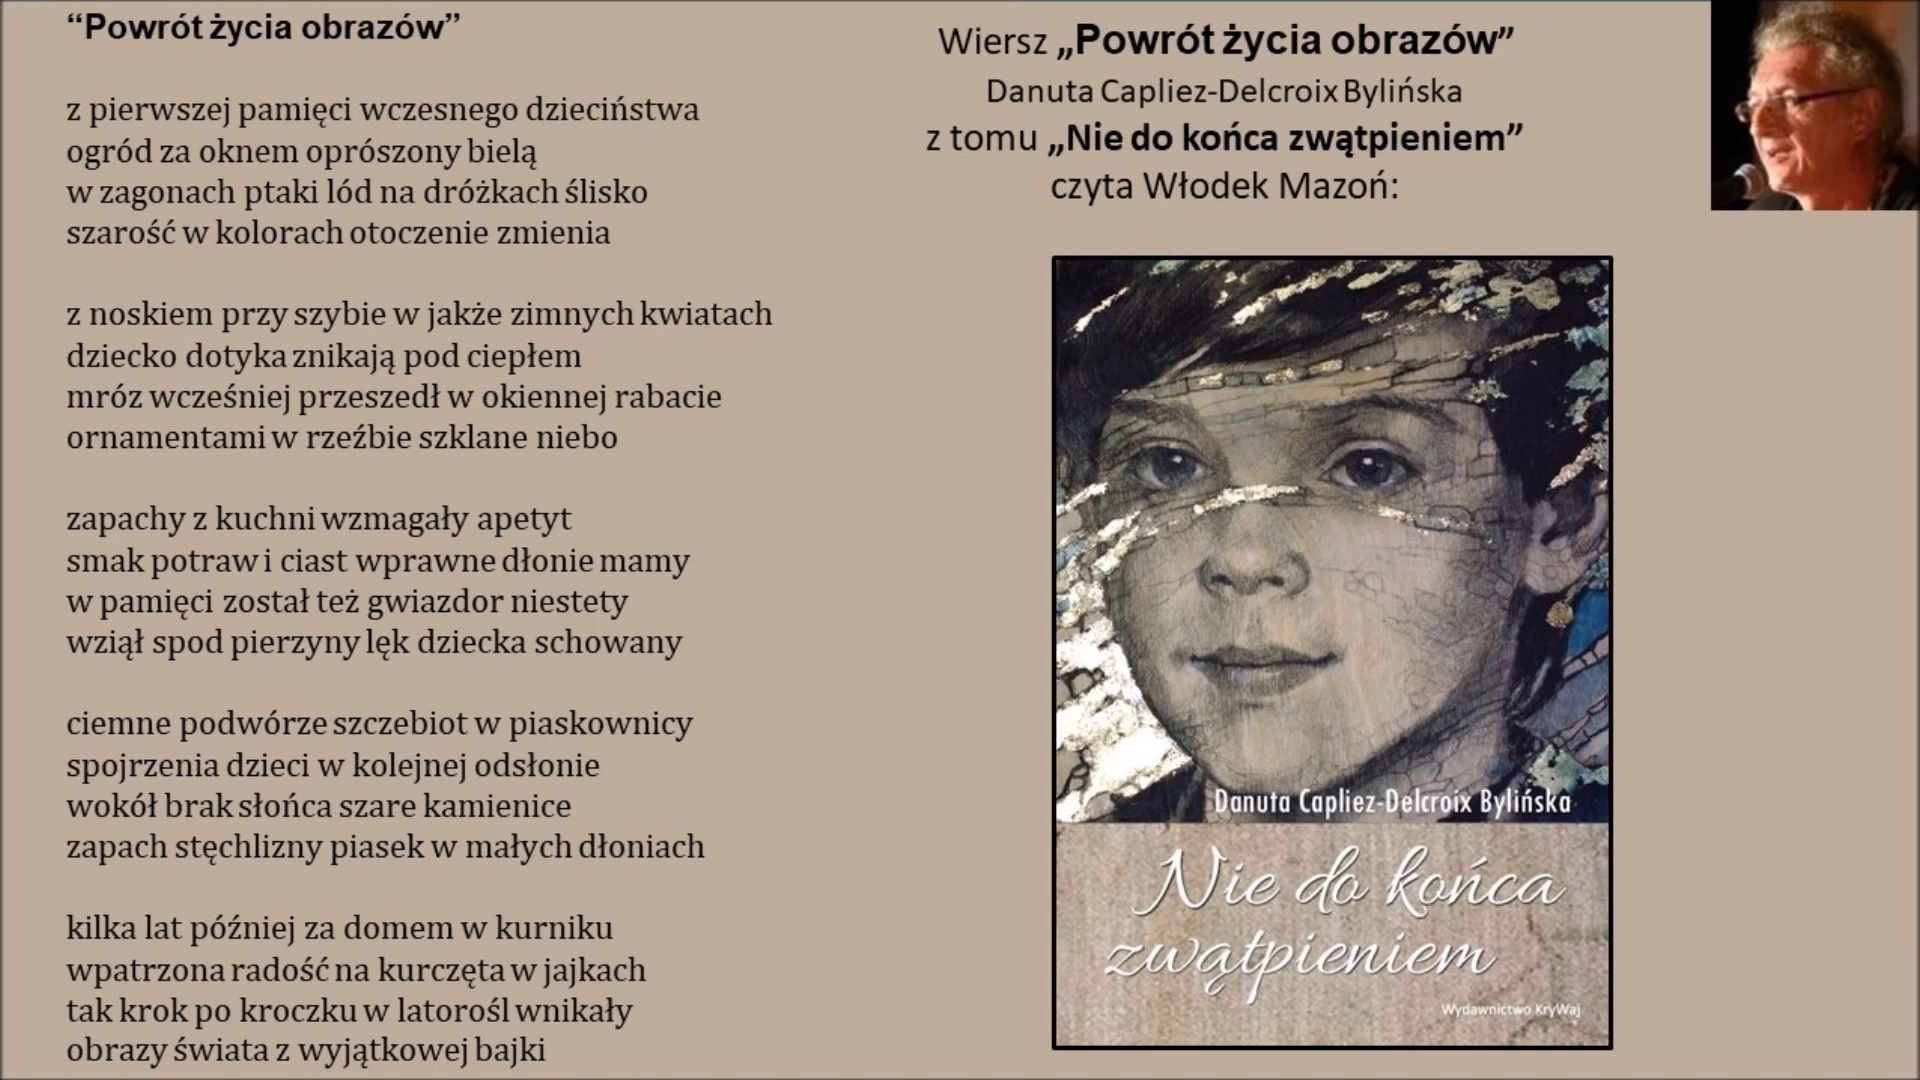 “Powrót życia obrazów”
z pierwszej pamięci wczesnego dzieciństwa
ogród za oknem oprószony bielą
w zagonach ptaki lód na dróżkach ślisko
szarość w kolorach otoczenie zmienia
z noskiem przy szybie w jakże zimnych kwiatach
dziecko dotyka znikają pod ciepłem
mróz wcześniej przeszedł w okiennej rabacie
ornamentami w rzeźbie szklane niebo
zapachy z kuchni wzmagały apetyt
smak potraw i ciast wprawne dłonie mamy
w pamięci został też gwiazdor niestety
wziął spod pierzyny lęk dziecka schowany
ciemne podwórze szczebiot w piaskownicy
spojrzenia dzieci w kolejnej odsłonie
wokół brak słońca szare kamienice
zapach stęchlizny piasek w małych dłoniach
kilka lat później za domem w kurniku
wpatrzona radość na kurczęta w jajkach
tak krok po kroczku w latorośl wnikały
obrazy świata z wyjątkowej bajki
Wiersz „Powrót życia obrazów”
Danuta Capliez-Delcroix Bylińska
z tomu „Nie do końca zwątpieniem”
czyta Włodek Mazoń:
Danuta Capliez-Delcroix Bylińska
Nie do końca
zwątpieniem
Wydawnictwo KryWaj